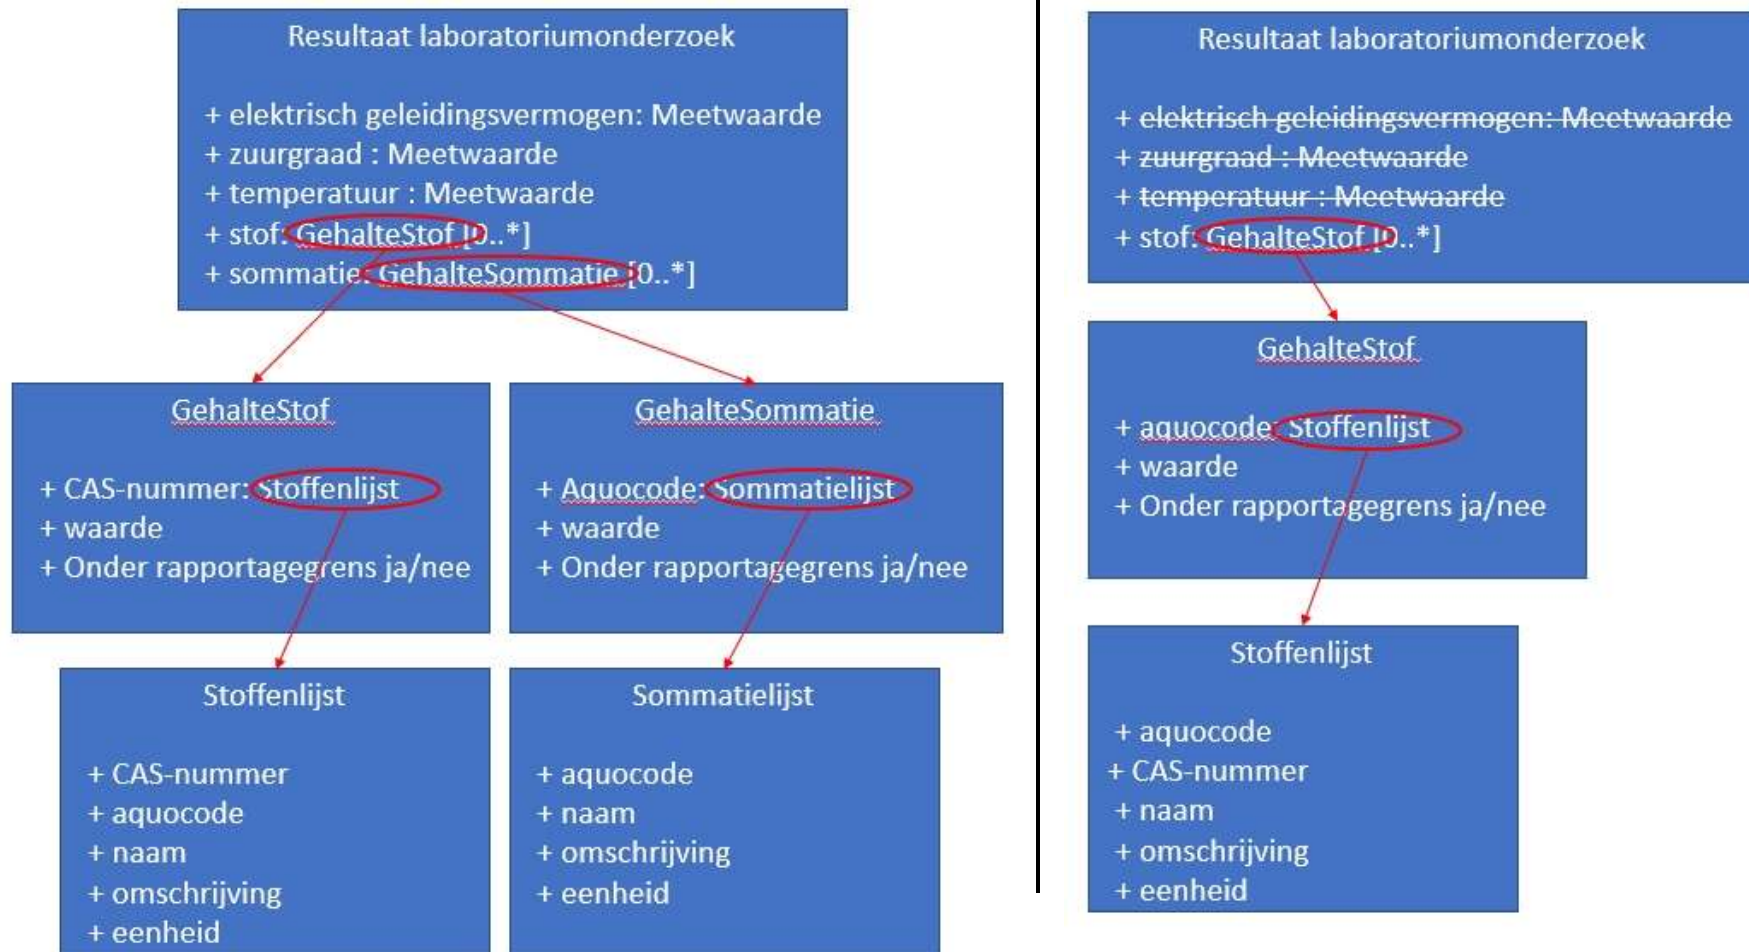 Resultaat laboratoriumonderzoek
+ elektrisch geleidingsvermogen: Meetwaarde
+ zuurgraad : Meetwaarde
+ temperatuur : Meetwaarde
+ stof: GehalteStof [0..*]
+ sommatie: GehalteSommatie [0..*]
GehalteStof
+ CAS-nummer: Stoffenlijst
+ waarde
+ Onder rapportagegrens ja/nee
GehalteSommatie
+ Aquocode: Sommatielijst
+ waarde
+ Onder rapportagegrens ja/nee
Stoffenlijst
+ CAS-nummer
+ aquocode
+ naam
+ omschrijving
+ eenheid
Sommatielijst
+ aquocode
+ naam
+ omschrijving
+ eenheid
Resultaat laboratoriumonderzoek
+ elektrisch geleidingsvermogen: Meetwaarde
+ zuurgraad : Meetwaarde
+ temperatuur : Meetwaarde
+ stof: GehalteStof [0..*]
GehalteStof
+ aquocode: Stoffenlijst
+ waarde
+ Onder rapportagegrens ja/nee
Stoffenlijst
+ aquocode
+ CAS-nummer
+ naam
+ omschrijving
+ eenheid